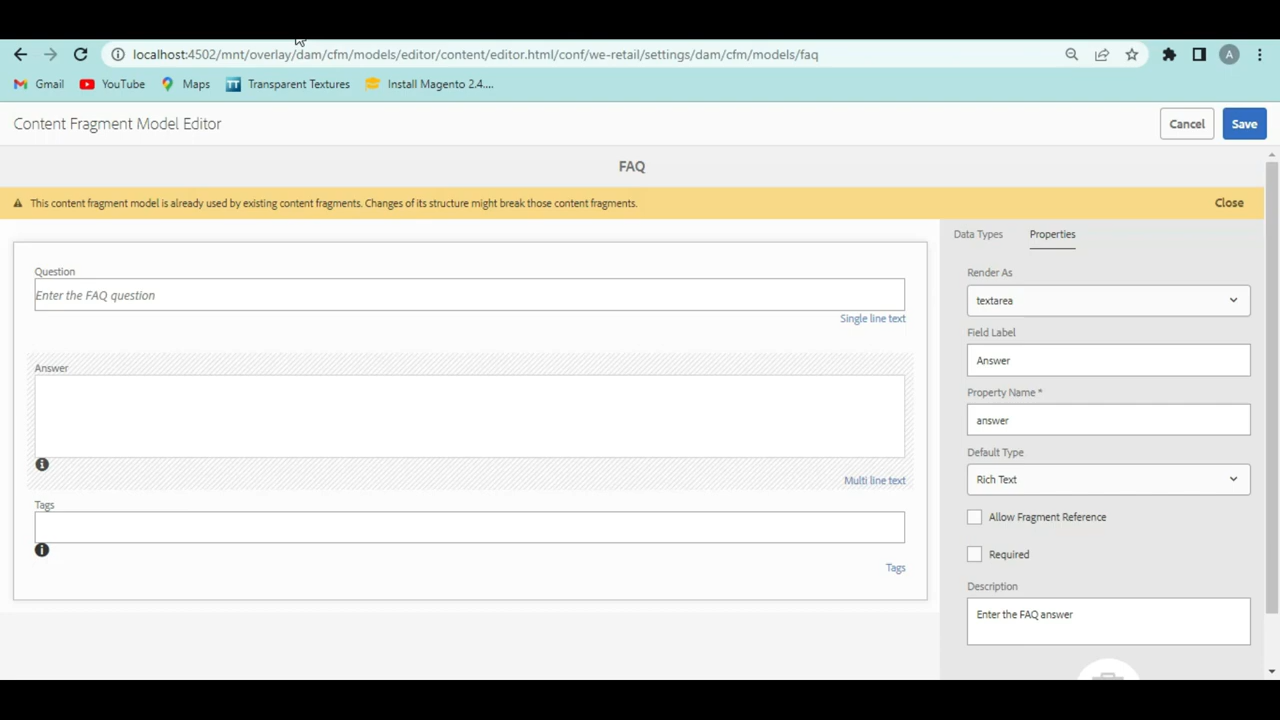 localhost:4502/mnt/overlay/dam/cfm/models/editor/content/editor.html/conf/we-retail/settings/dam/cfm/models/faq
A
Gmail YouTube Maps TT Transparent Textures Install Magento 2.4....
Content Fragment Model Editor
Cancel Save
FAQ
This content fragment model is already used by existing content fragments. Changes of its structure might break those content fragments. Close
Question
Enter the FAQ question
Single line text
Answer
Multi line text
Tags
Tags
Data Types Properties
Render As
textarea
Field Label
Answer
Property Name *
answer
Default Type
Rich Text
Allow Fragment Reference
Required
Description
Enter the FAQ answer